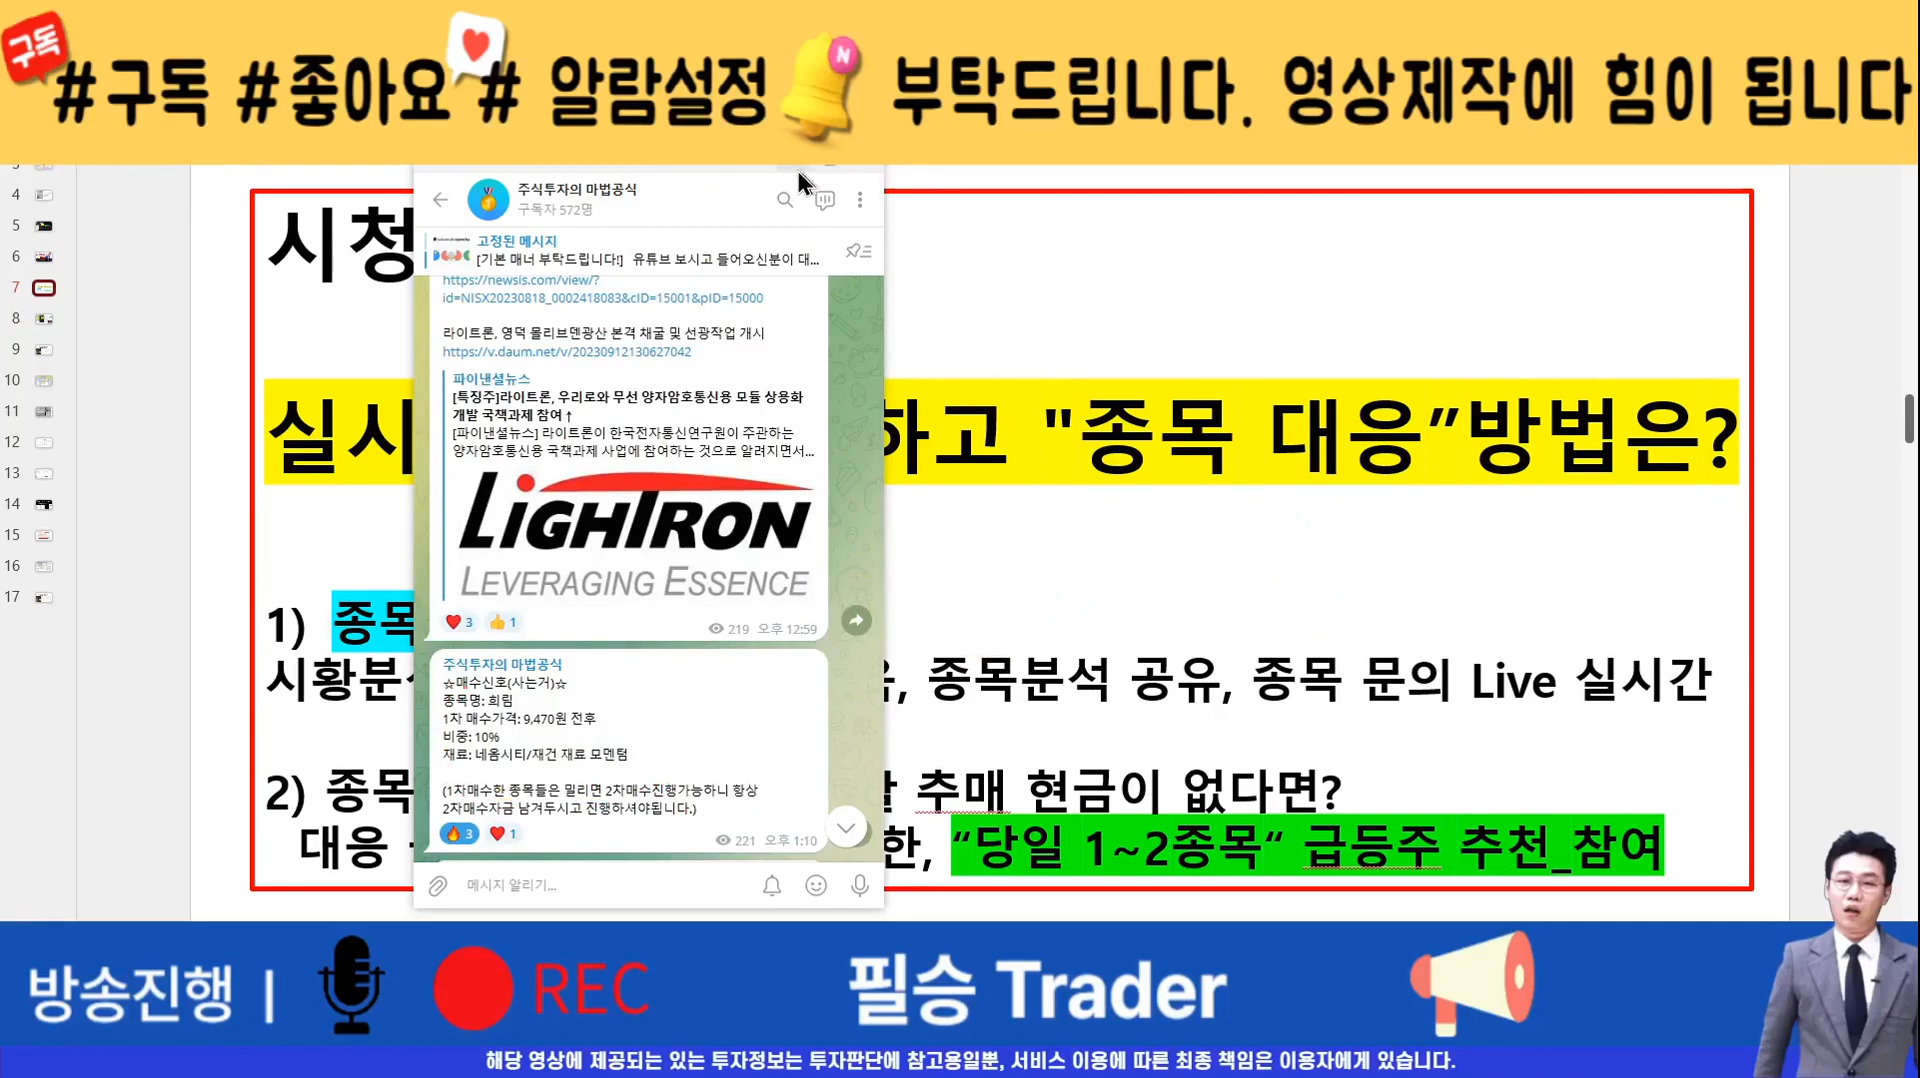 구독
#구독 #좋아요 # 알람설정 N 부탁드립니다. 영상제작에 힘이 됩니다
4
5
6
7
8
9
10
11
12
13
14
15
16
17
시청
실시
하고 "종목 대응”방법은?
1) 종목
시황분
, 종목분석 공유, 종목 문의 Live 실시간
2) 종목
추매 현금이 없다면?
대응
한, “당일 1~2종목“ 급등주 추천_참여
주식투자의 마법공식
구독자 572명
고정된 메시지
[기본 매너 부탁드립니다!] 유튜브 보시고 들어오신분이 대...
https://newsis.com/view/?
id=NISX20230818_0002418083&cID=15001&pID=15000
라이트론, 영덕 몰리브덴광산 본격 채굴 및 선광작업 개시
https://v.daum.net/v/20230912130627042
파이낸셜뉴스
[특징주]라이트론, 우리로와 무선 양자암호통신용 모듈 상용화
개발 국책과제 참여↑
[파이낸셜뉴스] 라이트론이 한국전자통신연구원이 주관하는
양자암호통신용 국책과제 사업에 참여하는 것으로 알려지면서...
LIGHTRON
LEVERAGING ESSENCE
3 1
219 오후 12:59
주식투자의 마법공식
☆매수신호(사는거)☆
종목명: 희림
1차 매수가격: 9,470원 전후
비중: 10%
재료: 네옴시티/재건 재료 모멘텀
(1차매수한 종목들은 밀리면 2차매수진행가능하니 항상
2차매수자금 남겨두시고 진행하셔야됩니다.)
3 1
221 오후 1:10
메시지 알리기...
방송진행 | REC 필승 Trader
해당 영상에 제공되는 있는 투자정보는 투자판단에 참고용일뿐, 서비스 이용에 따른 최종 책임은 이용자에게 있습니다.